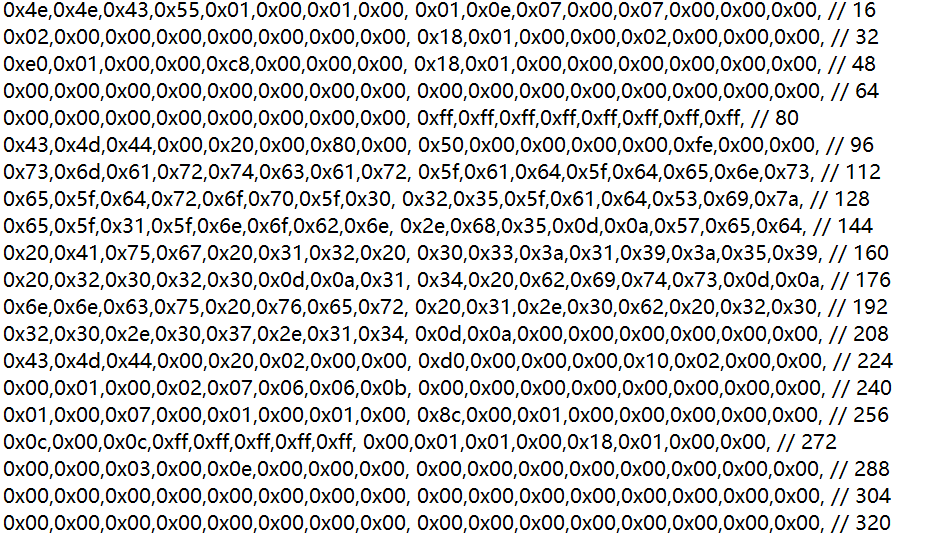 0x4e,0x4e,0x43,0x55,0x01,0x00,0x01,0x00, 0x01,0x0e,0x07,0x00,0x07,0x00,0x00,0x00, // 16
0x02,0x00,0x00,0x00,0x00,0x00,0x00,0x00, 0x18,0x01,0x00,0x00,0x02,0x00,0x00,0x00, // 32
0xe0,0x01,0x00,0x00,0xc8,0x00,0x00,0x00, 0x18,0x01,0x00,0x00,0x00,0x00,0x00,0x00, // 48
0x00,0x00,0x00,0x00,0x00,0x00,0x00,0x00, 0x00,0x00,0x00,0x00,0x00,0x00,0x00,0x00, // 64
0x00,0x00,0x00,0x00,0x00,0x00,0x00,0x00, 0xff,0xff,0xff,0xff,0xff,0xff,0xff,0xff, // 80
0x43,0x4d,0x44,0x00,0x20,0x00,0x80,0x00, 0x50,0x00,0x00,0x00,0x00,0xfe,0x00,0x00, // 96
0x73,0x6d,0x61,0x72,0x74,0x63,0x61,0x72, 0x5f,0x61,0x64,0x5f,0x64,0x65,0x6e,0x73, // 112
0x65,0x5f,0x64,0x72,0x6f,0x70,0x5f,0x30, 0x32,0x35,0x5f,0x61,0x64,0x53,0x69,0x7a, // 128
0x65,0x5f,0x31,0x5f,0x6e,0x6f,0x62,0x6e, 0x2e,0x68,0x35,0x0d,0x0a,0x57,0x65,0x64, // 144
0x20,0x41,0x75,0x67,0x20,0x31,0x32,0x20, 0x30,0x33,0x3a,0x31,0x39,0x3a,0x35,0x39, // 160
0x20,0x32,0x30,0x32,0x30,0x0d,0x0a,0x31, 0x34,0x20,0x62,0x69,0x74,0x73,0x0d,0x0a, // 176
0x6e,0x6e,0x63,0x75,0x20,0x76,0x65,0x72, 0x20,0x31,0x2e,0x30,0x62,0x20,0x32,0x30, // 192
0x32,0x30,0x2e,0x30,0x37,0x2e,0x31,0x34, 0x0d,0x0a,0x00,0x00,0x00,0x00,0x00,0x00, // 208
0x43,0x4d,0x44,0x00,0x20,0x02,0x00,0x00, 0xd0,0x00,0x00,0x00,0x10,0x02,0x00,0x00, // 224
0x00,0x01,0x00,0x02,0x07,0x06,0x06,0x0b, 0x00,0x00,0x00,0x00,0x00,0x00,0x00,0x00, // 240
0x01,0x00,0x07,0x00,0x01,0x00,0x01,0x00, 0x8c,0x00,0x01,0x00,0x00,0x00,0x00,0x00, // 256
0x0c,0x00,0x0c,0xff,0xff,0xff,0xff,0xff, 0x00,0x01,0x01,0x00,0x18,0x01,0x00,0x00, // 272
0x00,0x00,0x03,0x00,0x0e,0x00,0x00,0x00, 0x00,0x00,0x00,0x00,0x00,0x00,0x00,0x00, // 288
0x00,0x00,0x00,0x00,0x00,0x00,0x00,0x00, 0x00,0x00,0x00,0x00,0x00,0x00,0x00,0x00, // 304
0x00,0x00,0x00,0x00,0x00,0x00,0x00,0x00, 0x00,0x00,0x00,0x00,0x00,0x00,0x00,0x00, // 320